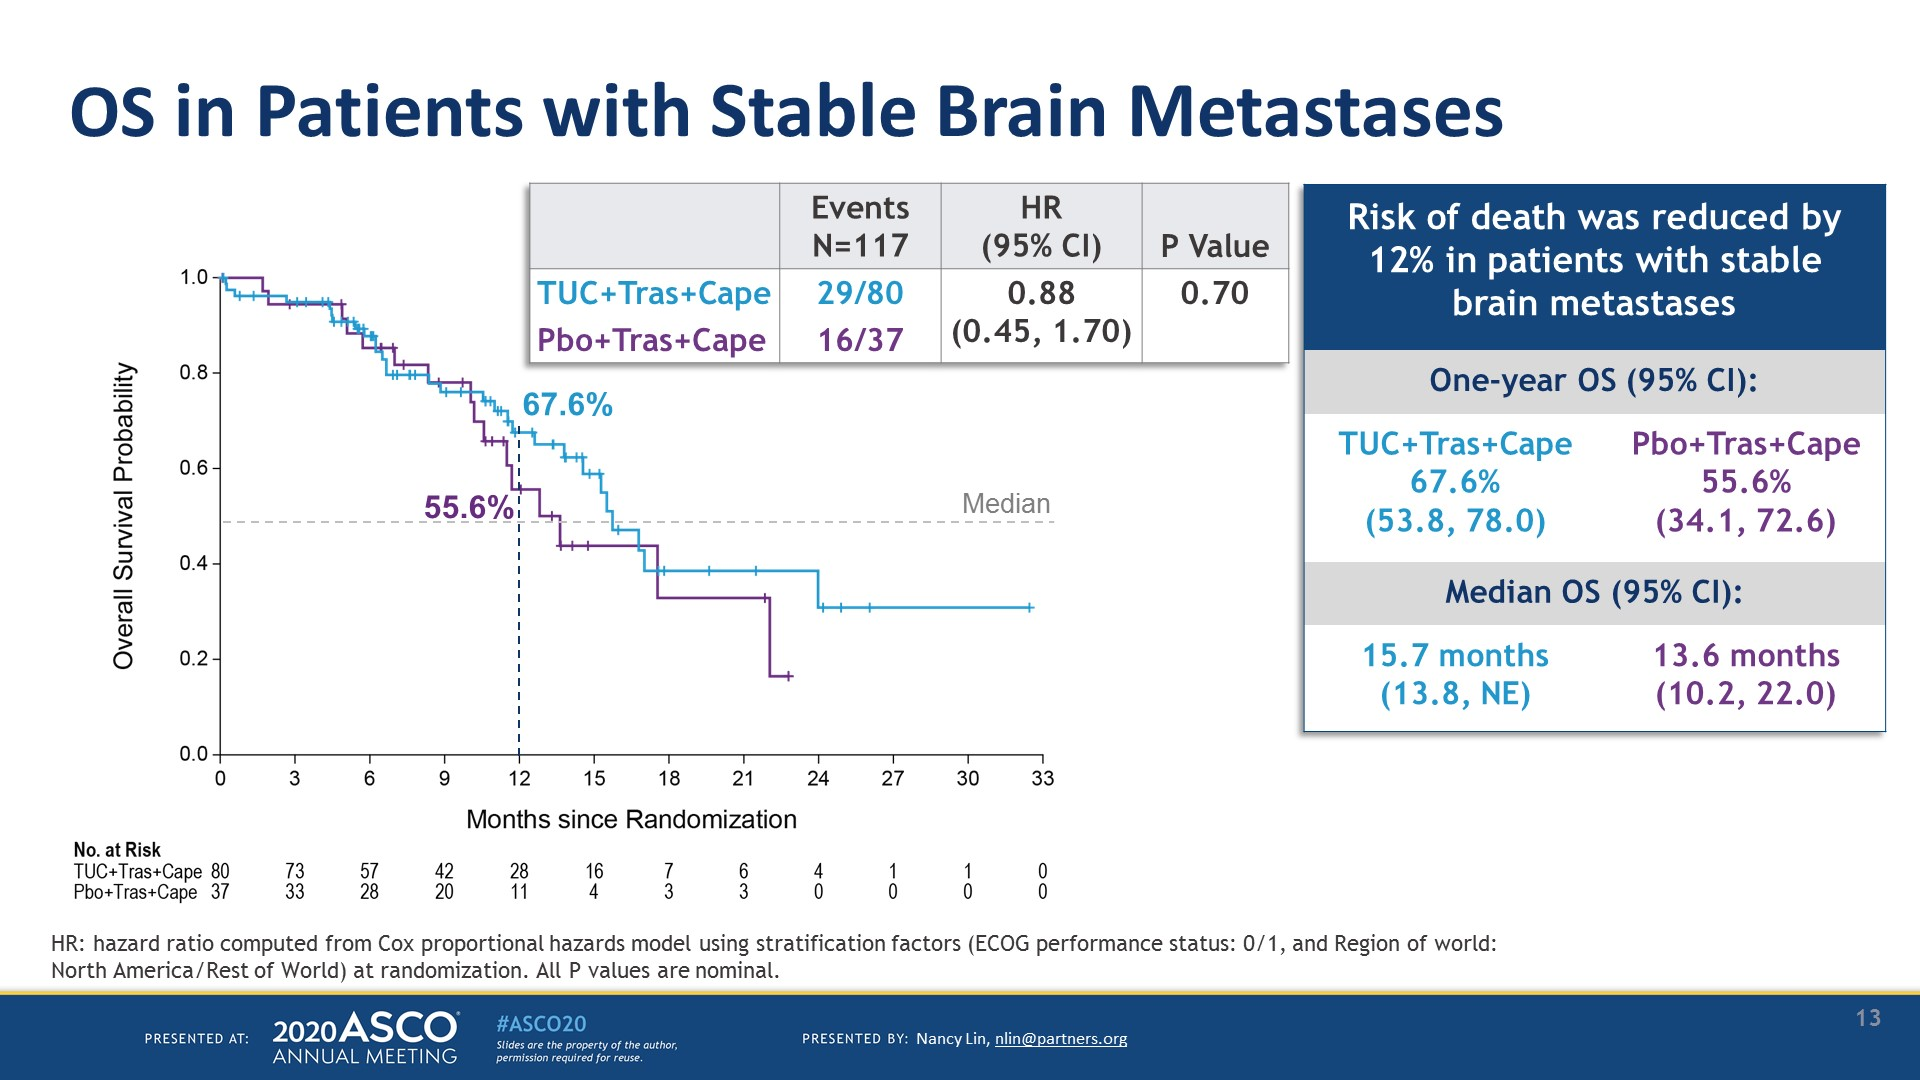 OS in Patients with Stable Brain Metastases
Events
N=117
HR
(95% CI)
P Value
TUC+Tras+Cape 29/80 0.88 0.70
Pbo+Tras+Cape 16/37 (0.45, 1.70)
Risk of death was reduced by
12% in patients with stable
brain metastases
One-year OS (95% CI):
TUC+Tras+Cape Pbo+Tras+Cape
67.6% 55.6%
(53.8, 78.0) (34.1, 72.6)
Median OS (95% CI):
15.7 months 13.6 months
(13.8, NE) (10.2, 22.0)
Overall Survival Probability
1.0
0.8
0.6
0.4
0.2
0.0
67.6%
55.6%
Median
0 3 6 9 12 15 18 21 24 27 30 33
Months since Randomization
No. at Risk
TUC+Tras+Cape 80 73 57 42 28 16 7 6 4 1 1 0
Pbo+Tras+Cape 37 33 28 20 11 4 3 3 0 0 0 0
HR: hazard ratio computed from Cox proportional hazards model using stratification factors (ECOG performance status: 0/1, and Region of world:
North America/Rest of World) at randomization. All P values are nominal.
PRESENTED AT:
2020 ASCO
ANNUAL MEETING
#ASCO20
Slides are the property of the author,
permission required for reuse.
PRESENTED BY: Nancy Lin, nlin@partners.org
13